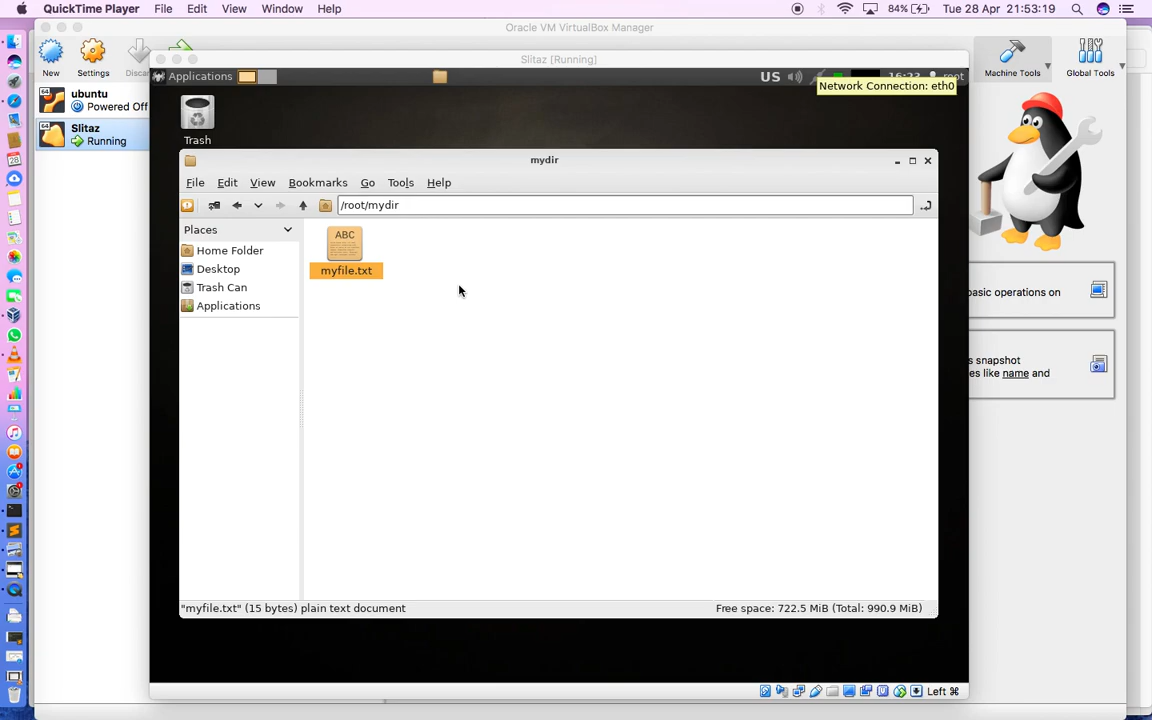 QuickTime Player File Edit View Window Help 84% Tue 28 Apr 21:53:19
Oracle VM VirtualBox Manager
New Settings Machine Tools Global Tools
64 ubuntu
Powered Off
64 Slitaz
Running
Slitaz [Running]
Applications US root
Network Connection: eth0
Trash
mydir
File Edit View Bookmarks Go Tools Help
/root/mydir
Places
Home Folder
Desktop
Trash Can
Applications
ABC
myfile.txt
"myfile.txt" (15 bytes) plain text document Free space: 722.5 MiB (Total: 990.9 MiB)
basic operations on
s snapshot
es like name and
Left ⌘